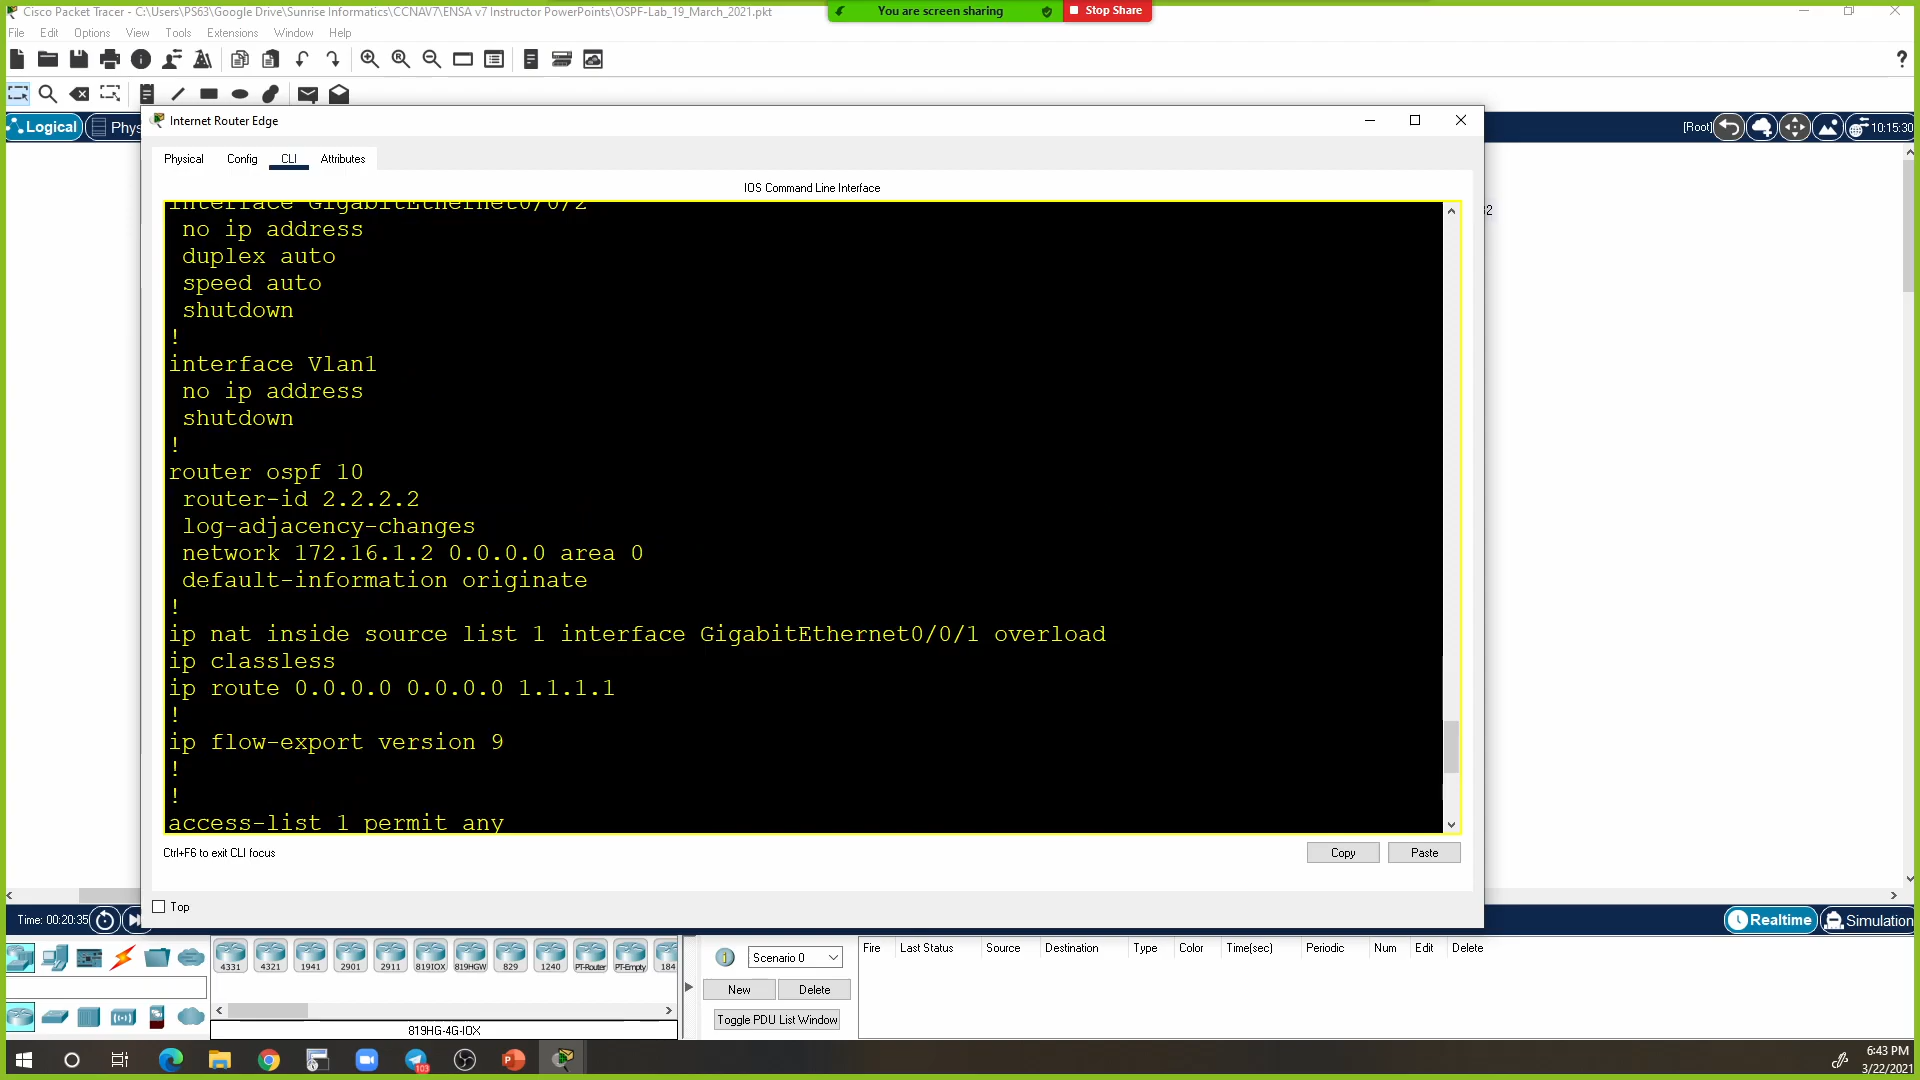 Cisco Packet Tracer - C:\Users\PS63\Google Drive\Sunrise Informatics\CCNAV7\ENSA v7 Instructor PowerPoints\OSPF-Lab_19_March_2021.pkt
You are screen sharing
Stop Share
File Edit Options View Tools Extensions Window Help
?
Logical
Phys
[Root]
10:15:30
Internet Router Edge
Physical Config CLI Attributes
IOS Command Line Interface
interface GigabitEthernet0/0/2
no ip address
duplex auto
speed auto
shutdown
!
interface Vlan1
no ip address
shutdown
!
router ospf 10
router-id 2.2.2.2
log-adjacency-changes
network 172.16.1.2 0.0.0.0 area 0
default-information originate
!
ip nat inside source list 1 interface GigabitEthernet0/0/1 overload
ip classless
ip route 0.0.0.0 0.0.0.0 1.1.1.1
!
ip flow-export version 9
!
!
access-list 1 permit any
Ctrl+F6 to exit CLI focus
Copy
Paste
Top
Time: 00:20:35
Realtime
Simulation
4331 4321 1941 2901 2911 819IOX 819HGW 829 1240 PT-Router PT-Empty 184
819HG-4G-IOX
Scenario 0
New
Delete
Toggle PDU List Window
Fire Last Status Source Destination Type Color Time(sec) Periodic Num Edit Delete
103
6:43 PM
3/22/2021